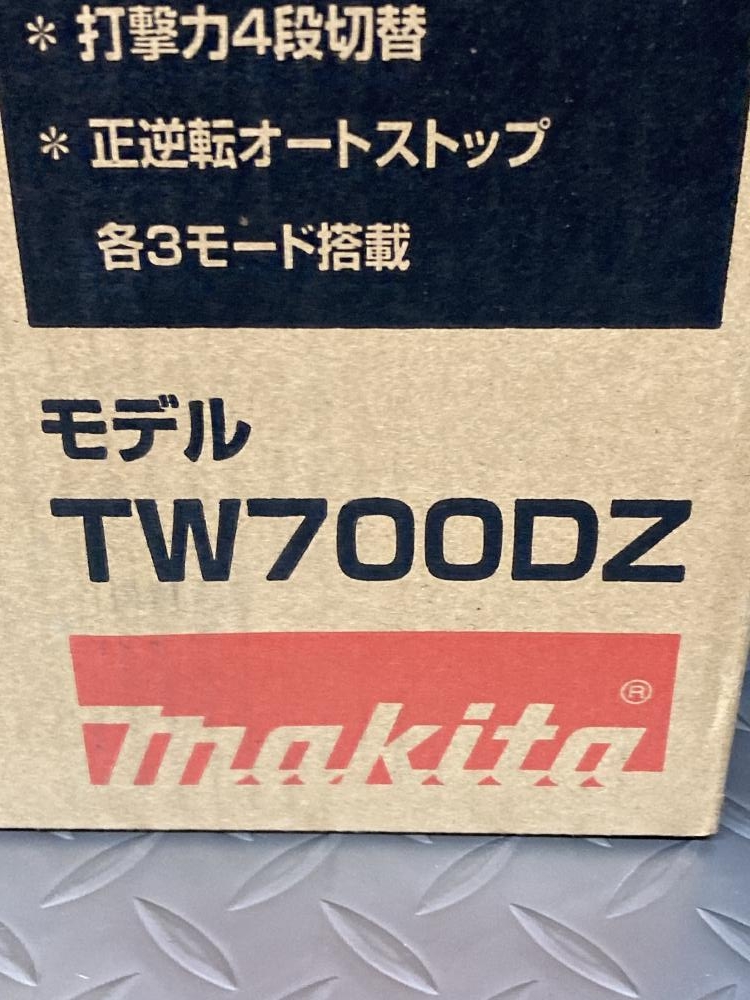 * 打撃力4段切替
* 正逆転オートストップ
各3モード搭載
モデル
TW700DZ
makita®